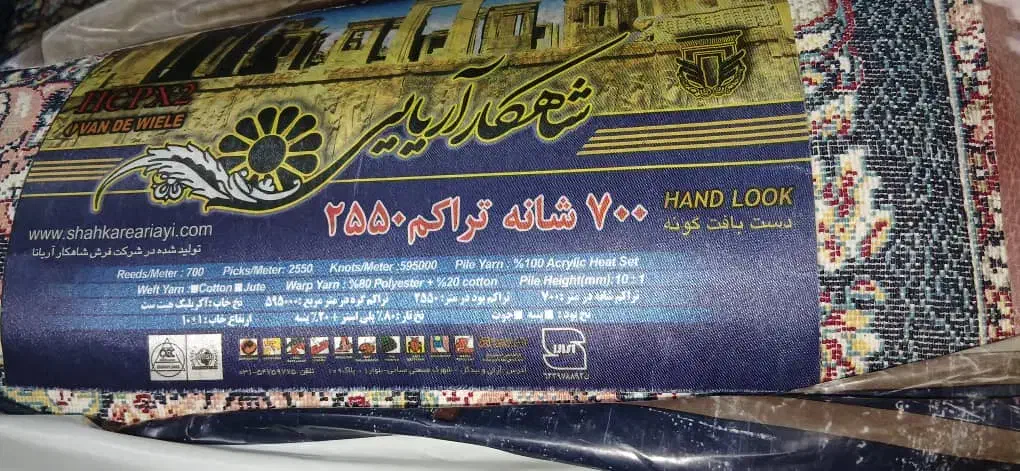 HCPX2
VAN DE WIELE
شاهکار آریایی
۷۰۰ شانه تراکم ۲۵۵۰
HAND LOOK
دست بافت گونه
www.shahkareariayi.com
تولید شده در شرکت فرش شاهکار آریانا
Reeds/Meter : 700 Picks/Meter: 2550 Knots/Meter :595000 Pile Yarn : %100 Acrylic Heat Set
Weft Yarn : Cotton Jute Warp Yarn : %80 Polyester + %20 cotton Pile Height(mm): 10 ± 1
تراکم شانه در متر: ۷۰۰ تراکم پود در متر: ۲۵۵۰ تراکم گره در متر مربع: ۵۹۵۰۰۰ نخ خاب: آکریلیک هیت ست
نخ پود: پنبه جوت نخ تار: ۸۰٪ پلی استر + ۲۰٪ پنبه ارتفاع خاب: ۱±۱۰